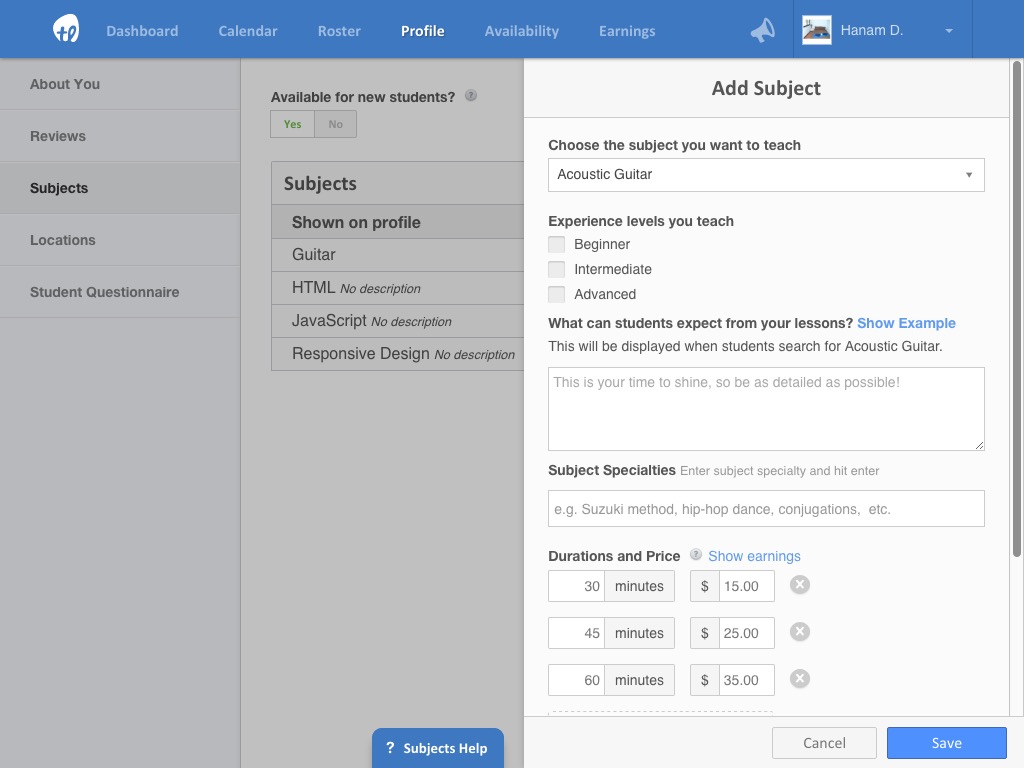 Dashboard
Calendar
Roster
Profile
Availability
Earnings
Hanam D.
About You
Reviews
Subjects
Locations
Student Questionnaire
Available for new students? ?
Yes No
Subjects
Shown on profile
Guitar
HTML No description
JavaScript No description
Responsive Design No description
? Subjects Help
Add Subject
Choose the subject you want to teach
Acoustic Guitar
Experience levels you teach
Beginner
Intermediate
Advanced
What can students expect from your lessons? Show Example
This will be displayed when students search for Acoustic Guitar.
This is your time to shine, so be as detailed as possible!
Subject Specialties Enter subject specialty and hit enter
e.g. Suzuki method, hip-hop dance, conjugations, etc.
Durations and Price ? Show earnings
30 minutes $ 15.00
45 minutes $ 25.00
60 minutes $ 35.00
Cancel Save